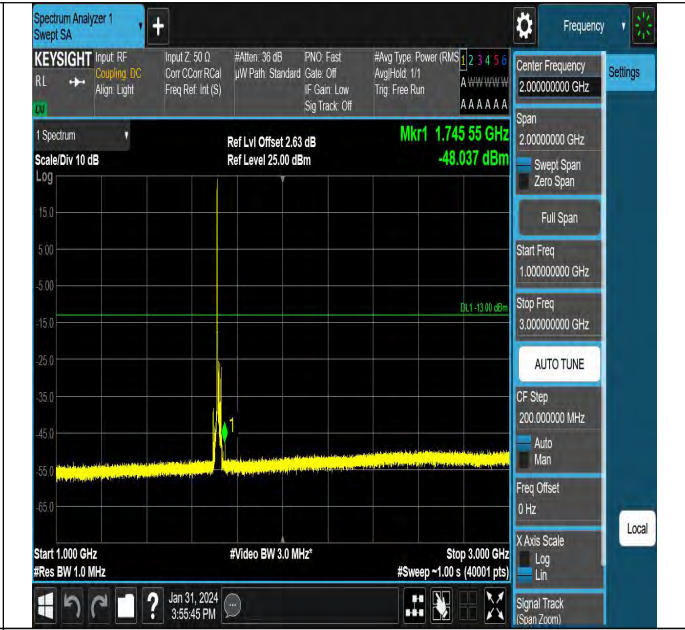 Spectrum Analyzer 1
Swept SA
+
Frequency
KEYSIGHT
RL
Input: RF
Coupling: DC
Align: Light
Input Z: 50 Ω
Corr CCorr RCal
Freq Ref: Int (S)
#Atten: 36 dB
µW Path: Standard
PNO: Fast
Gate: Off
IF Gain: Low
Sig Track: Off
#Avg Type: Power (RMS
Avg|Hold: 1/1
Trig: Free Run
1 2 3 4 5 6
A W W W W W
A A A A A A
1 Spectrum
Scale/Div 10 dB
Ref Lvl Offset 2.63 dB
Ref Level 25.00 dBm
Mkr1 1.745 55 GHz
-48.037 dBm
Log
15.0
5.00
-5.00
-15.0
-25.0
-35.0
-45.0
-55.0
-65.0
DL1 -13.00 dBm
1
Start 1.000 GHz
#Video BW 3.0 MHz*
Stop 3.000 GHz
#Res BW 1.0 MHz
#Sweep ~1.00 s (40001 pts)
?
Jan 31, 2024
3:55:45 PM
Center Frequency
2.000000000 GHz
Settings
Span
2.00000000 GHz
Swept Span
Zero Span
Full Span
Start Freq
1.000000000 GHz
Stop Freq
3.000000000 GHz
AUTO TUNE
CF Step
200.000000 MHz
Auto
Man
Freq Offset
0 Hz
X Axis Scale
Log
Lin
Local
Signal Track
(Span Zoom)